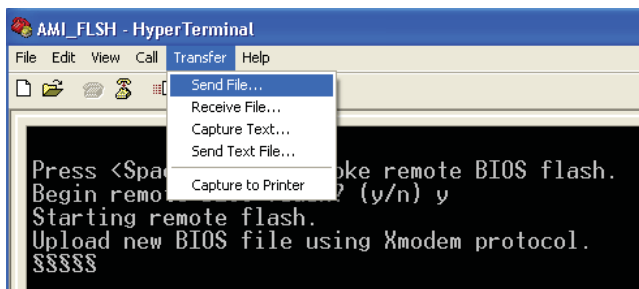 AMI_FLSH - HyperTerminal
File Edit View Call Transfer Help
Send File...
Receive File...
Capture Text...
Send Text File...
Capture to Printer
Press <Spa oke remote BIOS flash.
Begin remo ? (y/n) y
Starting remote flash.
Upload new BIOS file using Xmodem protocol.
§§§§§